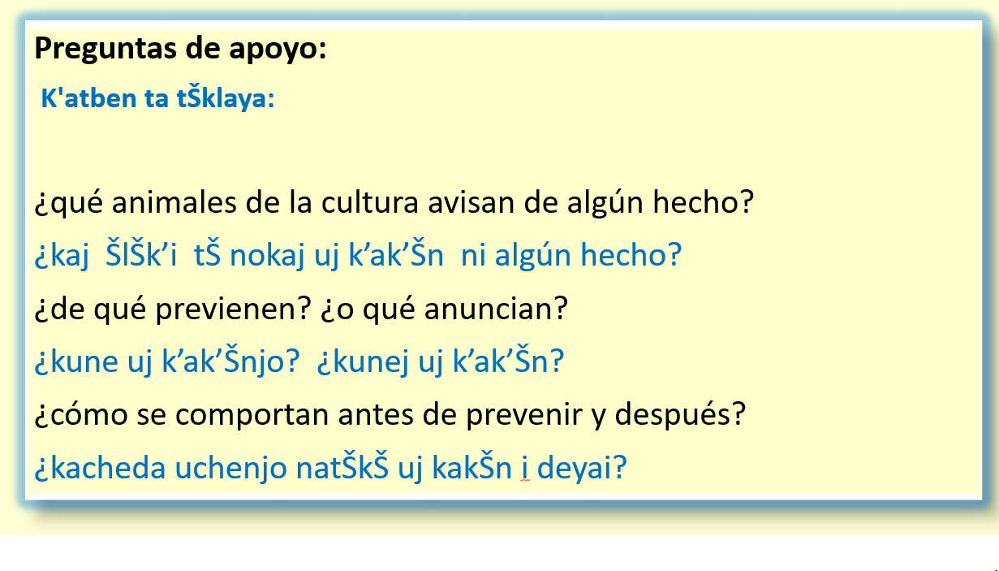 Preguntas de apoyo:
K'atben ta tŠklaya:
¿qué animales de la cultura avisan de algún hecho?
¿kaj ŠlŠk’i tŠ nokaj uj k’ak’Šn ni algún hecho?
¿de qué previenen? ¿o qué anuncian?
¿kune uj k’ak’Šnjo? ¿kunej uj k’ak’Šn?
¿cómo se comportan antes de prevenir y después?
¿kacheda uchenjo natŠkŠ uj kakŠn i deyai?